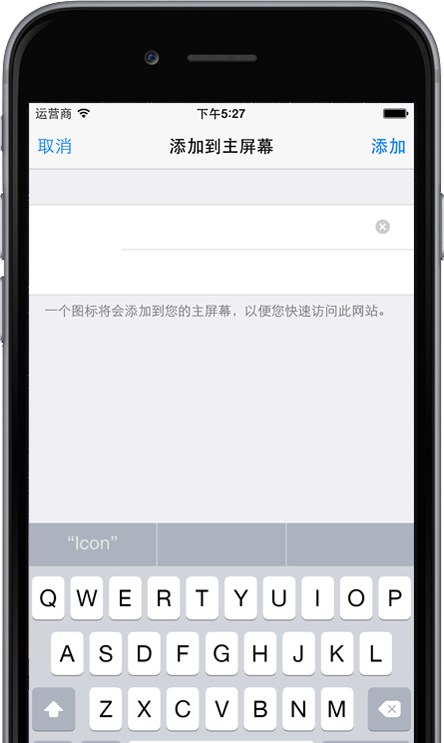 运营商 下午5:27
取消 添加到主屏幕 添加
一个图标将会添加到您的主屏幕，以便您快速访问此网站。
“Icon”
Q W E R T Y U I O P
A S D F G H J K L
Z X C V B N M